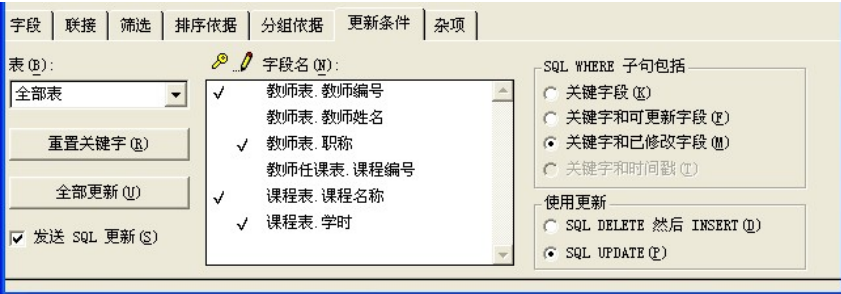 字段 联接 筛选 排序依据 分组依据 更新条件 杂项
表(B):
全部表
重置关键字(R)
全部更新(U)
发送 SQL 更新(S)
字段名(N):
教师表.教师编号
教师表.教师姓名
教师表.职称
教师任课表.课程编号
课程表.课程名称
课程表.学时
SQL WHERE 子句包括
关键字段(K)
关键字和可更新字段(F)
关键字和已修改字段(M)
关键字和时间戳(T)
使用更新
SQL DELETE 然后 INSERT(D)
SQL UPDATE(P)